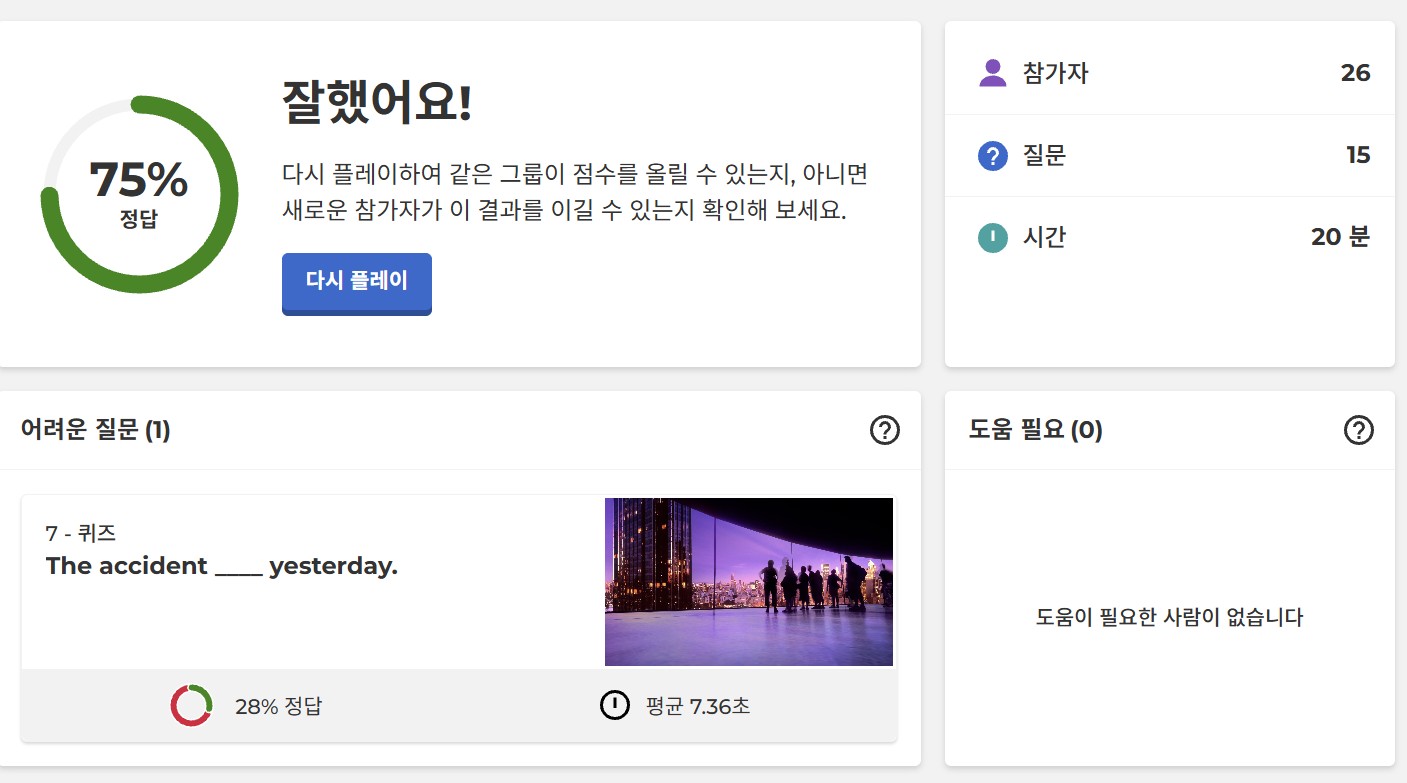 75%
정답
잘했어요!
다시 플레이하여 같은 그룹이 점수를 올릴 수 있는지, 아니면
새로운 참가자가 이 결과를 이길 수 있는지 확인해 보세요.
다시 플레이
참가자 26
질문 15
시간 20 분
어려운 질문 (1)
7 - 퀴즈
The accident ____ yesterday.
28% 정답
평균 7.36초
도움 필요 (0)
도움이 필요한 사람이 없습니다